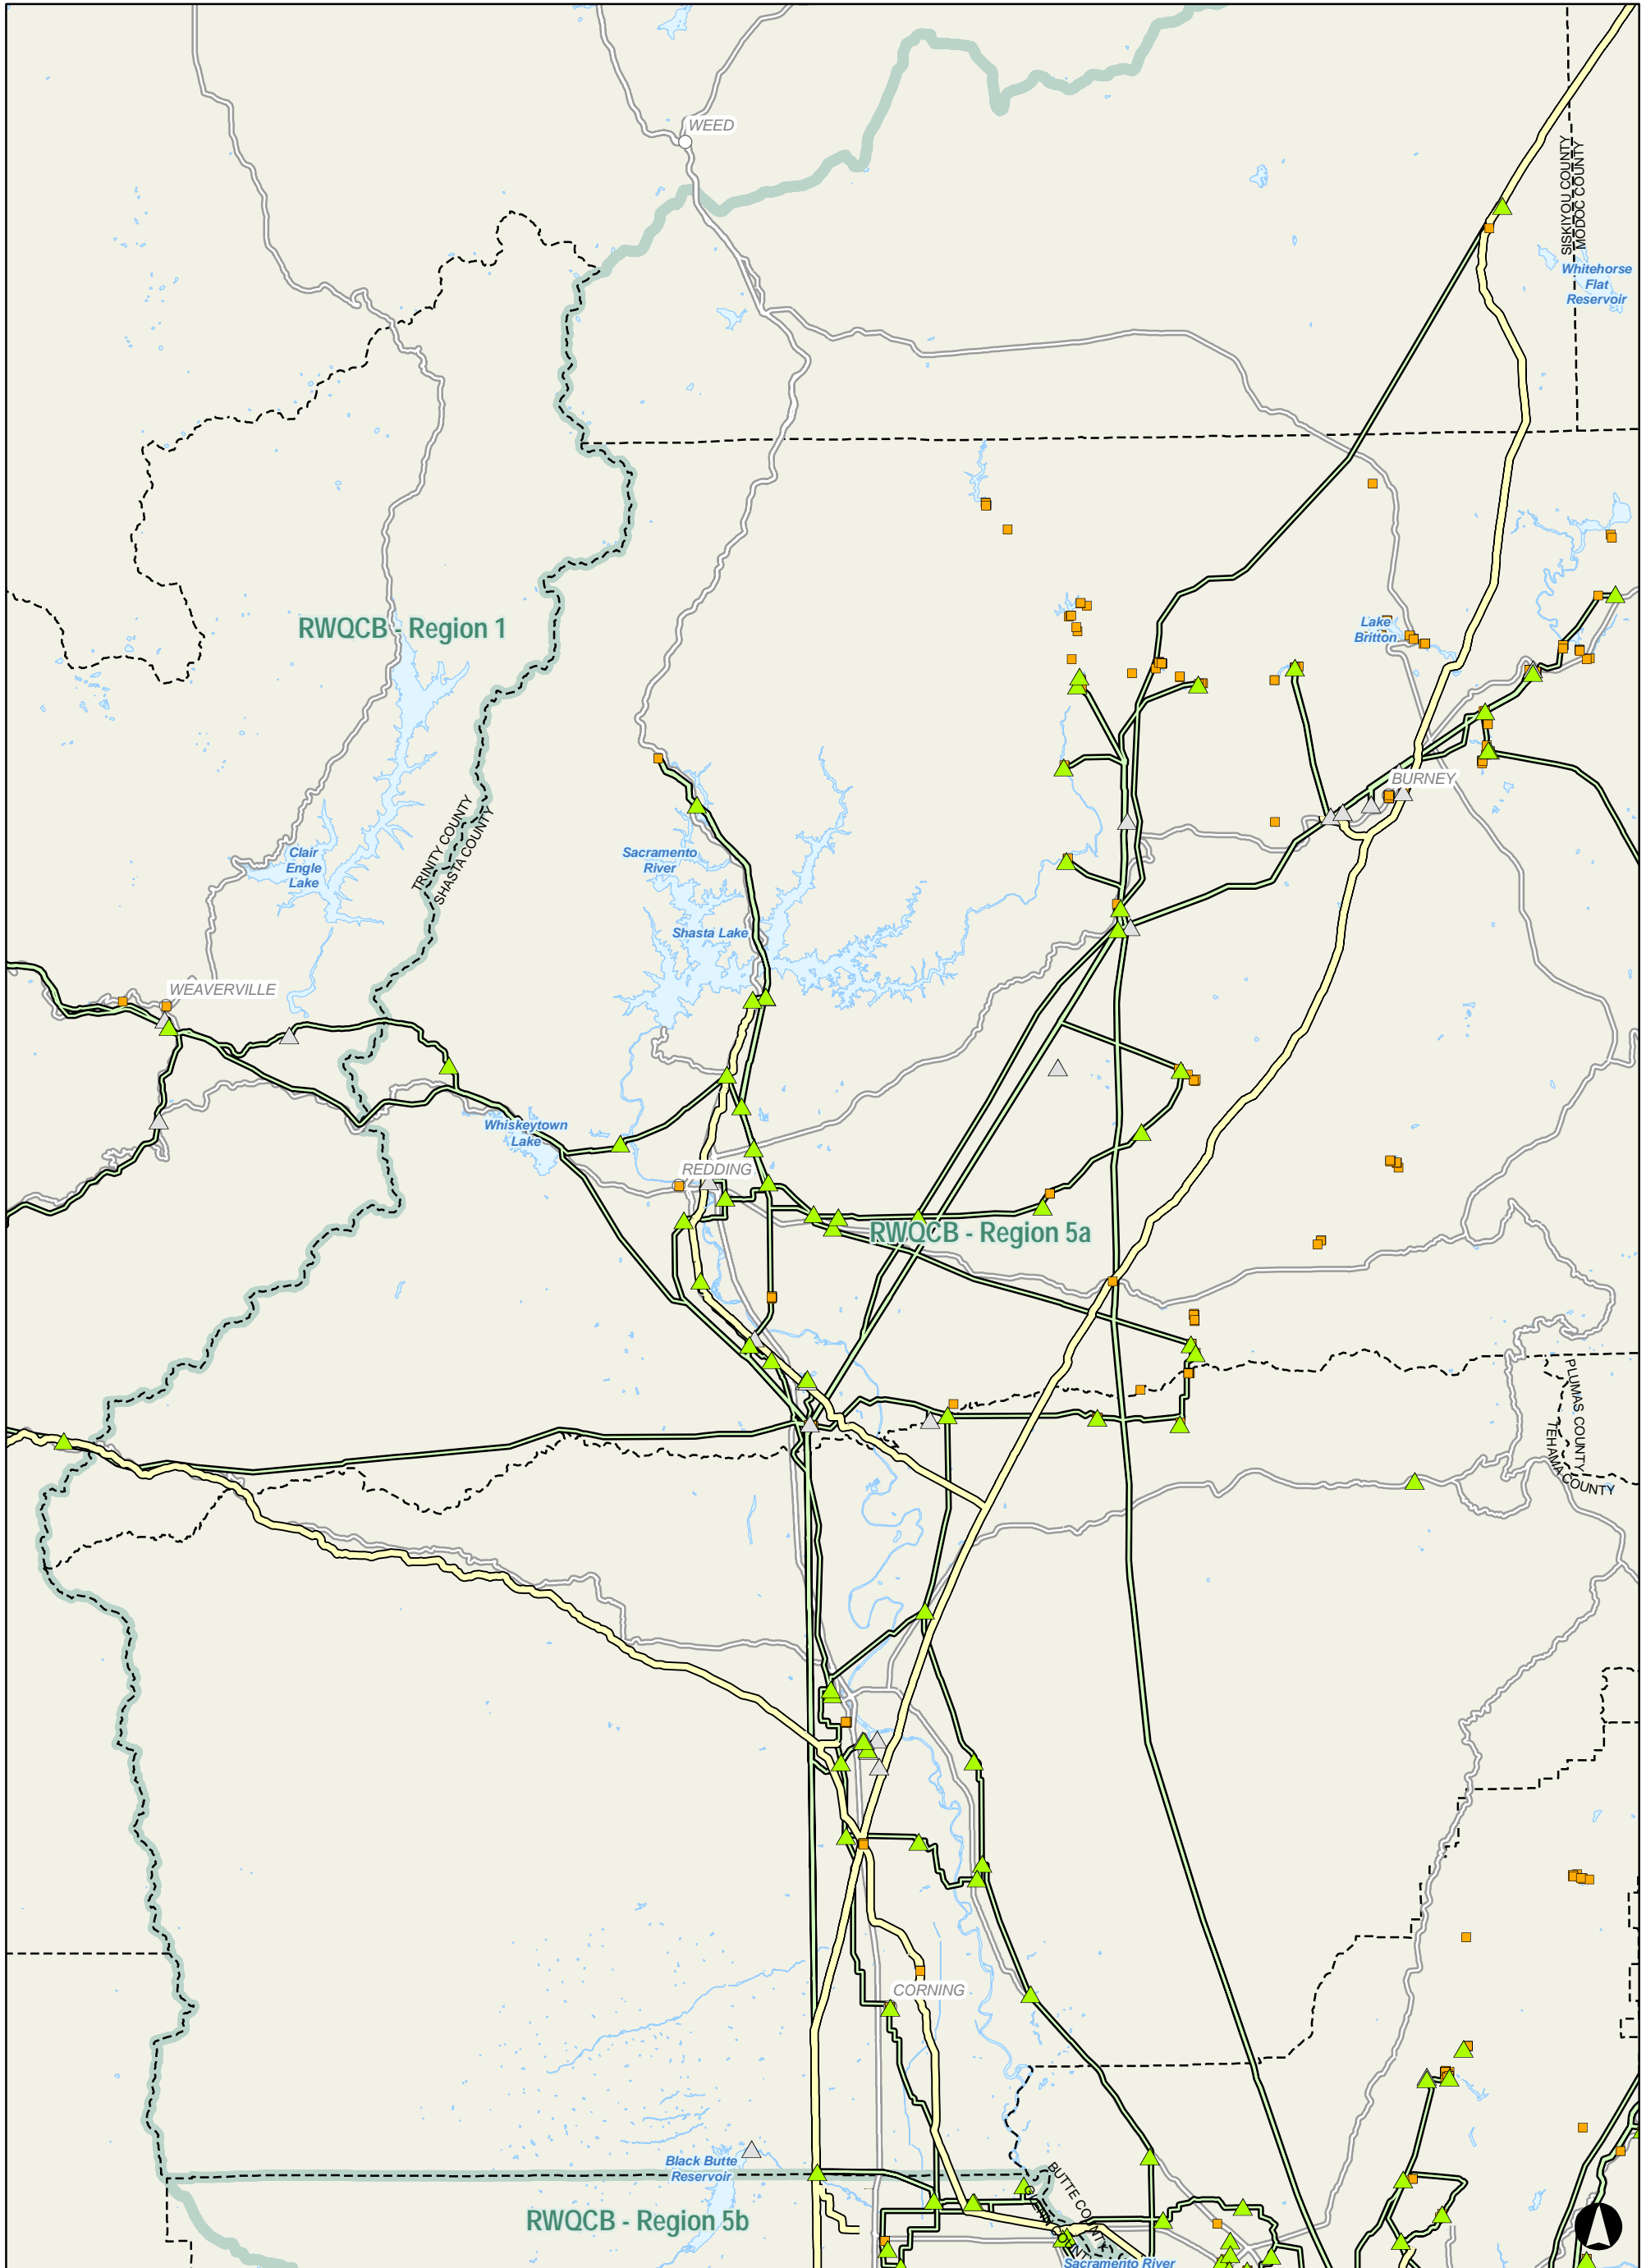 WEED
SISKIYOU COUNTY
MODOC COUNTY
Whitehorse
Flat
Reservoir
RWQCB - Region 1
Lake
Britton
BURNEY
TRINITY COUNTY
SHASTA COUNTY
Clair
Engle
Lake
Sacramento
River
Shasta Lake
WEAVERVILLE
Whiskeytown
Lake
REDDING
RWQCB - Region 5a
PLUMAS COUNTY
TEHAMA COUNTY
CORNING
Black Butte
Reservoir
BUTTE COUNTY
RWQCB - Region 5b
Sacramento River